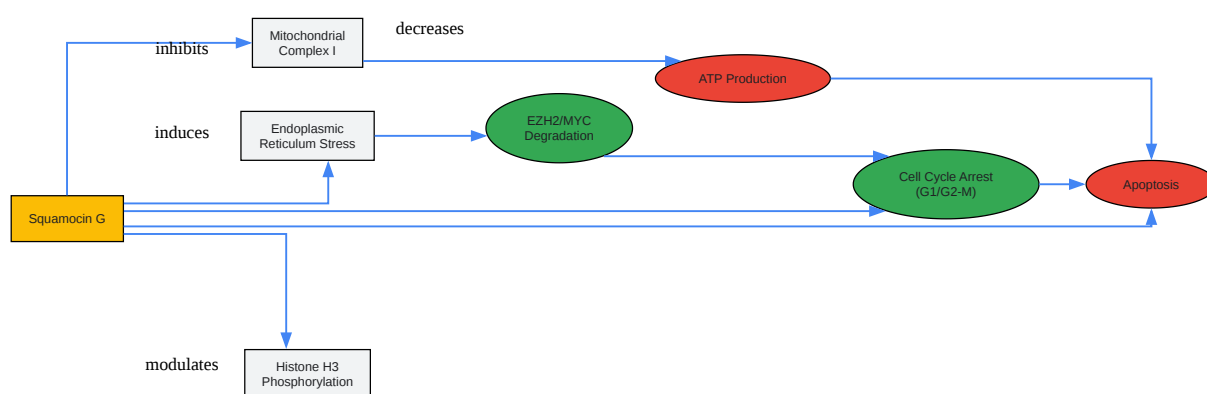 decreases
Mitochondrial
Complex I
inhibits
ATP Production
induces
Endoplasmic
Reticulum Stress
EZH2/MYC
Degradation
Cell Cycle Arrest
(G1/G2-M)
Apoptosis
Squamocin G
modulates
Histone H3
Phosphorylation